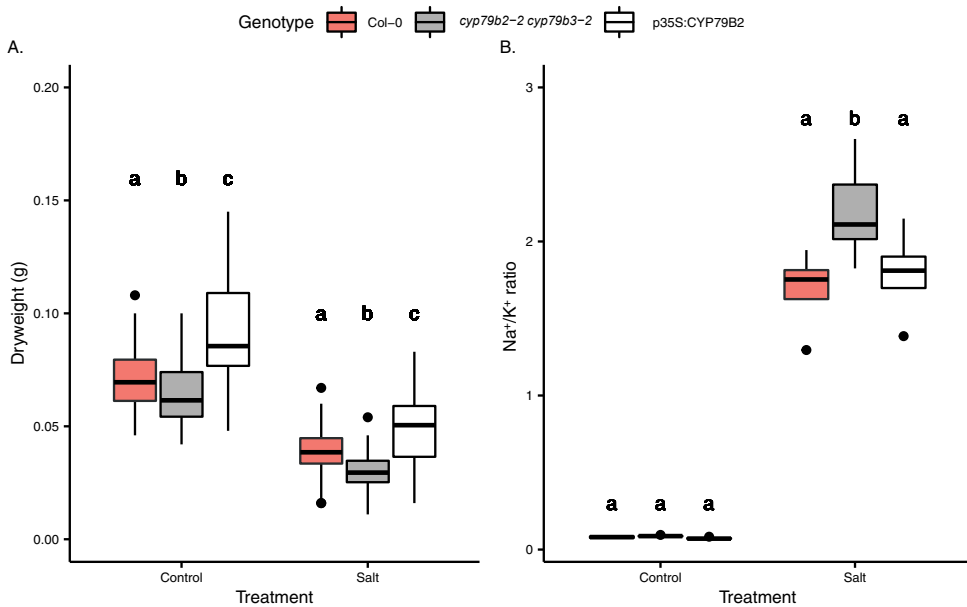 Genotype Col−0 cyp79b2−2 cyp79b3−2 p35S:CYP79B2
A.
0.20
0.15
0.10
0.05
0.00
Dryweight (g)
a b c
a b c
Control Salt
Treatment
B.
3
2
1
0
Na⁺/K⁺ ratio
a b a
a a a
Control Salt
Treatment